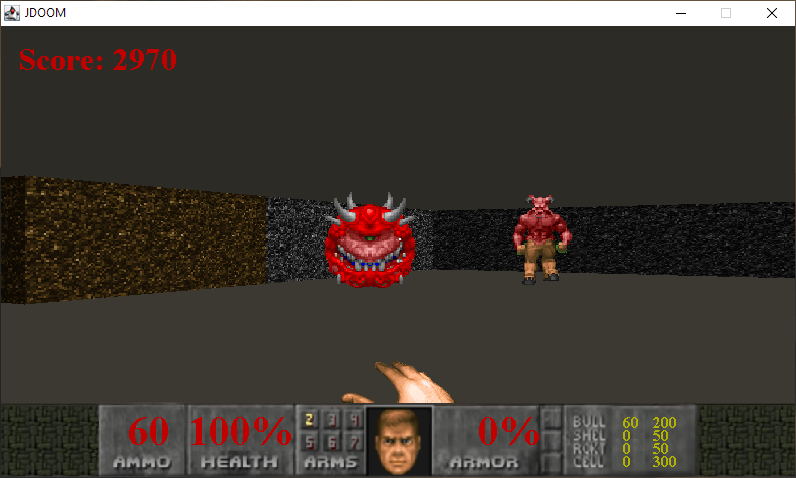 JDOOM
Score: 2970
60 100% 0%
AMMO HEALTH ARMS ARMOR
2 3 4
5 6 7
BULL 60 200
SHEL 0 50
RCKT 0 50
CELL 0 300